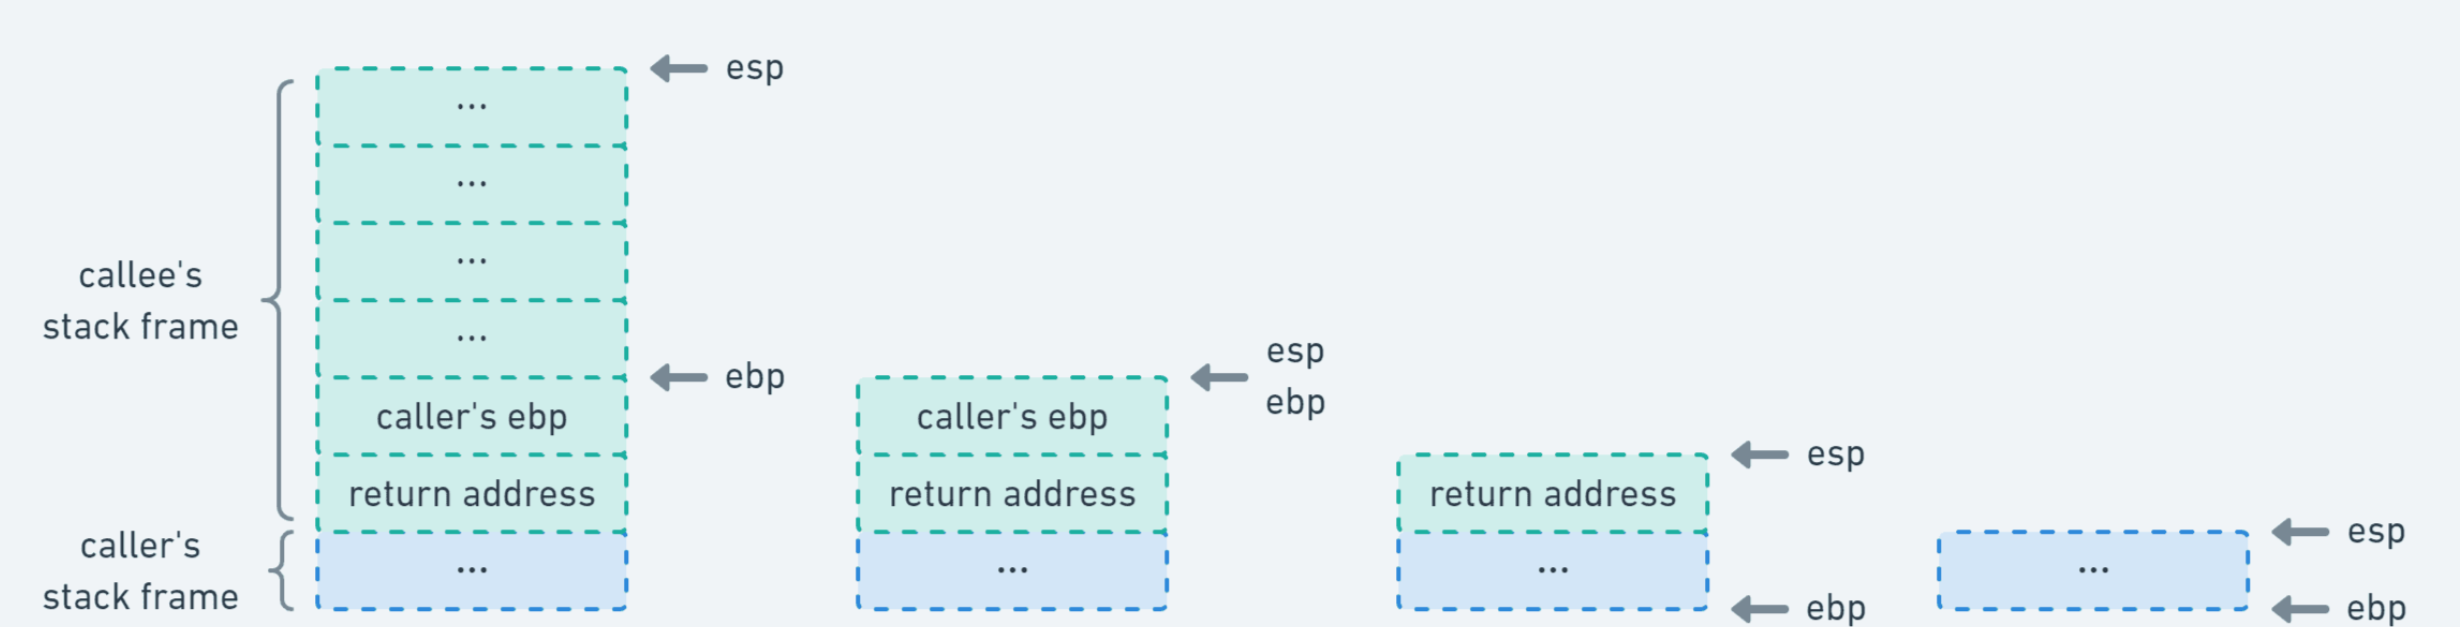 esp
...
...
...
...
callee's
stack frame
ebp
caller's ebp
return address
caller's
stack frame
...
esp
ebp
caller's ebp
return address
...
esp
return address
...
ebp
esp
...
ebp